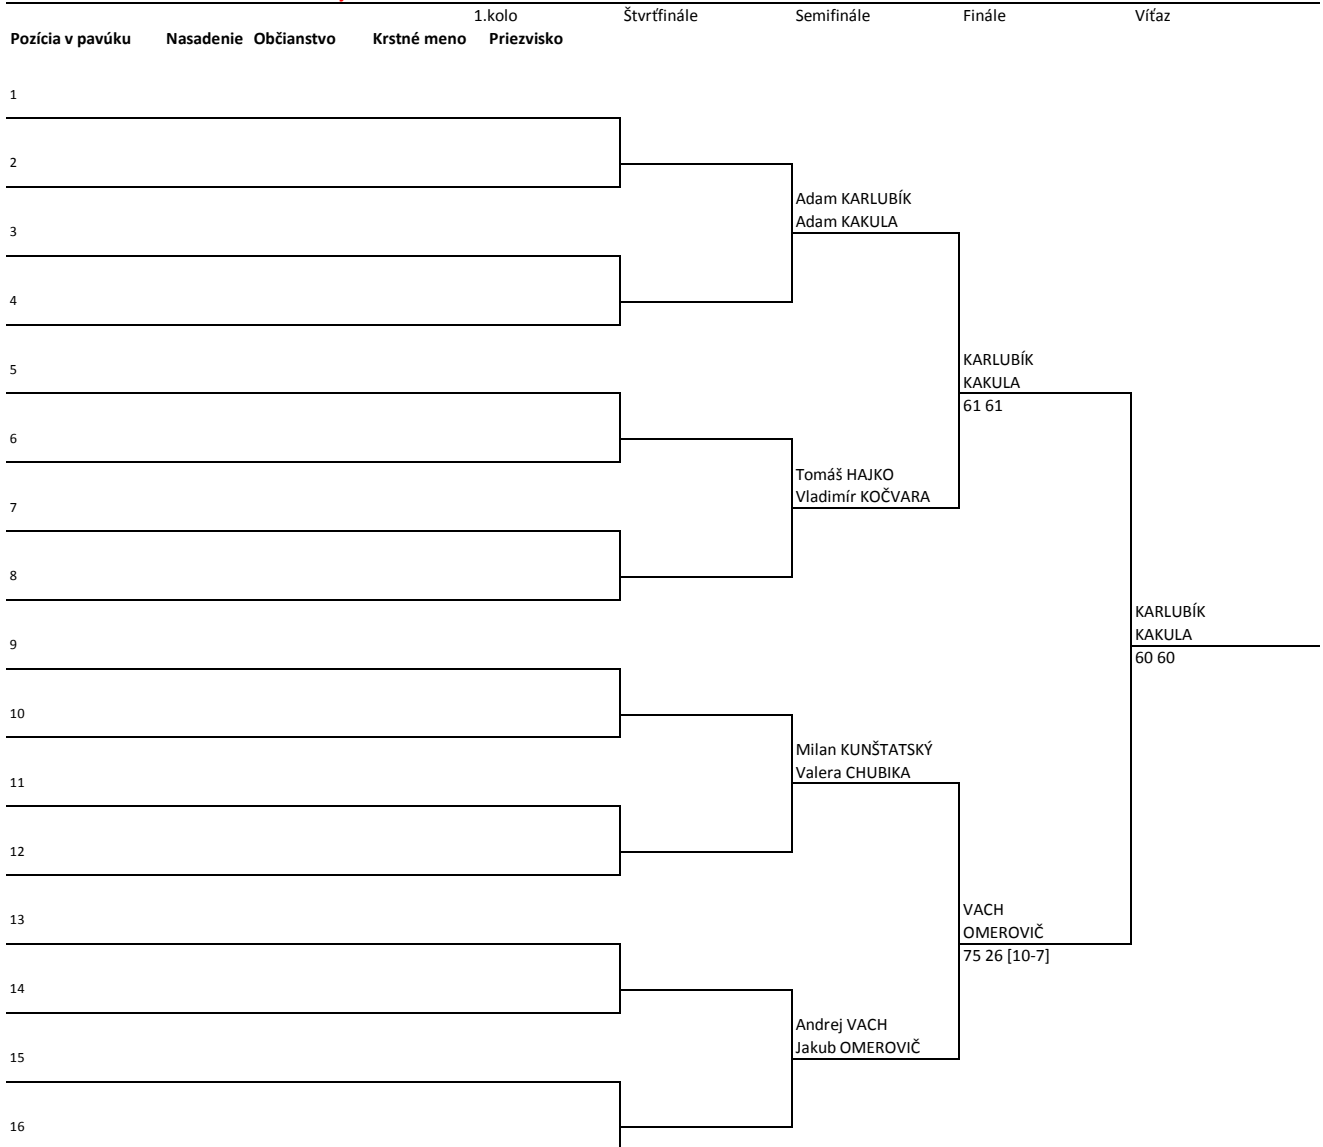 1.kolo Štvrťfinále Semifinále Finále Víťaz
Pozícia v pavúku Nasadenie Občianstvo Krstné meno Priezvisko
1
2
Adam KARLUBÍK
Adam KAKULA
3
4
5
KARLUBÍK
KAKULA
61 61
6
Tomáš HAJKO
Vladimír KOČVARA
7
8
KARLUBÍK
KAKULA
60 60
9
10
Milan KUNŠTATSKÝ
Valera CHUBIKA
11
12
13
VACH
OMEROVIČ
75 26 [10-7]
14
Andrej VACH
Jakub OMEROVIČ
15
16